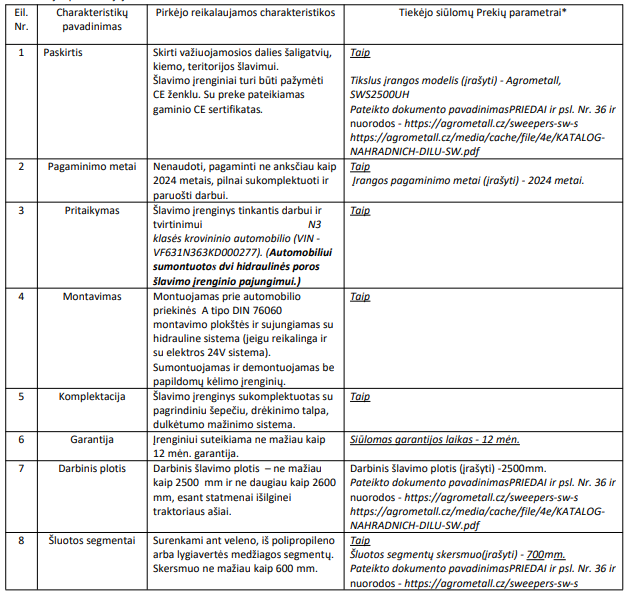 Eil. Nr.
Charakteristikų pavadinimas
Pirkėjo reikalaujamos charakteristikos
Tiekėjo siūlomų Prekių parametrai*
1
Paskirtis
Skirti važiuojamosios dalies šaligatvių,
kiemo, teritorijos šlavimui.
Šlavimo įrenginiai turi būti pažymėti
CE ženklu. Su preke pateikiamas
gaminio CE sertifikatas.
Taip
Tikslus įrangos modelis (įrašyti) - Agrometall,
SWS2500UH
Pateikto dokumento pavadinimasPRIEDAI ir psl. Nr. 36 ir
nuorodos - https://agrometall.cz/sweepers-sw-s
https://agrometall.cz/media/cache/file/4e/KATALOG-
NAHRADNICH-DILU-SW.pdf
2
Pagaminimo metai
Nenaudoti, pagaminti ne anksčiau kaip
2024 metais, pilnai sukomplektuoti ir
paruošti darbui.
Taip
Įrangos pagaminimo metai (įrašyti) - 2024 metai.
3
Pritaikymas
Šlavimo įrenginys tinkantis darbui ir
tvirtinimui N3
klasės krovininio automobilio (VIN -
VF631N363KD000277). (Automobiliui
sumontuotos dvi hidraulinės poros
šlavimo įrenginio pajungimui.)
Taip
4
Montavimas
Montuojamas prie automobilio
priekinės A tipo DIN 76060
montavimo plokštės ir sujungiamas su
hidrauline sistema (jeigu reikalinga ir
su elektros 24V sistema).
Sumontuojamas ir demontuojamas be
papildomų kėlimo įrenginių.
Taip
5
Komplektacija
Šlavimo įrenginys sukomplektuotas su
pagrindiniu šepečiu, drėkinimo talpa,
dulkėtumo mažinimo sistema.
Taip
6
Garantija
Įrenginiui suteikiama ne mažiau kaip
12 mėn. garantija.
Siūlomas garantijos laikas - 12 mėn.
7
Darbinis plotis
Darbinis šlavimo plotis – ne mažiau
kaip 2500 mm ir ne daugiau kaip 2600
mm, esant statmenai išilginei
traktoriaus ašiai.
Darbinis šlavimo plotis (įrašyti) -2500mm.
Pateikto dokumento pavadinimasPRIEDAI ir psl. Nr. 36 ir
nuorodos - https://agrometall.cz/sweepers-sw-s
https://agrometall.cz/media/cache/file/4e/KATALOG-
NAHRADNICH-DILU-SW.pdf
8
Šluotos segmentai
Surenkami ant veleno, iš polipropileno
arba lygiavertės medžiagos segmentų.
Skersmuo ne mažiau kaip 600 mm.
Taip
Šluotos segmentų skersmuo(įrašyti) - 700mm.
Pateikto dokumento pavadinimasPRIEDAI ir psl. Nr. 36 ir
nuorodos - https://agrometall.cz/sweepers-sw-s